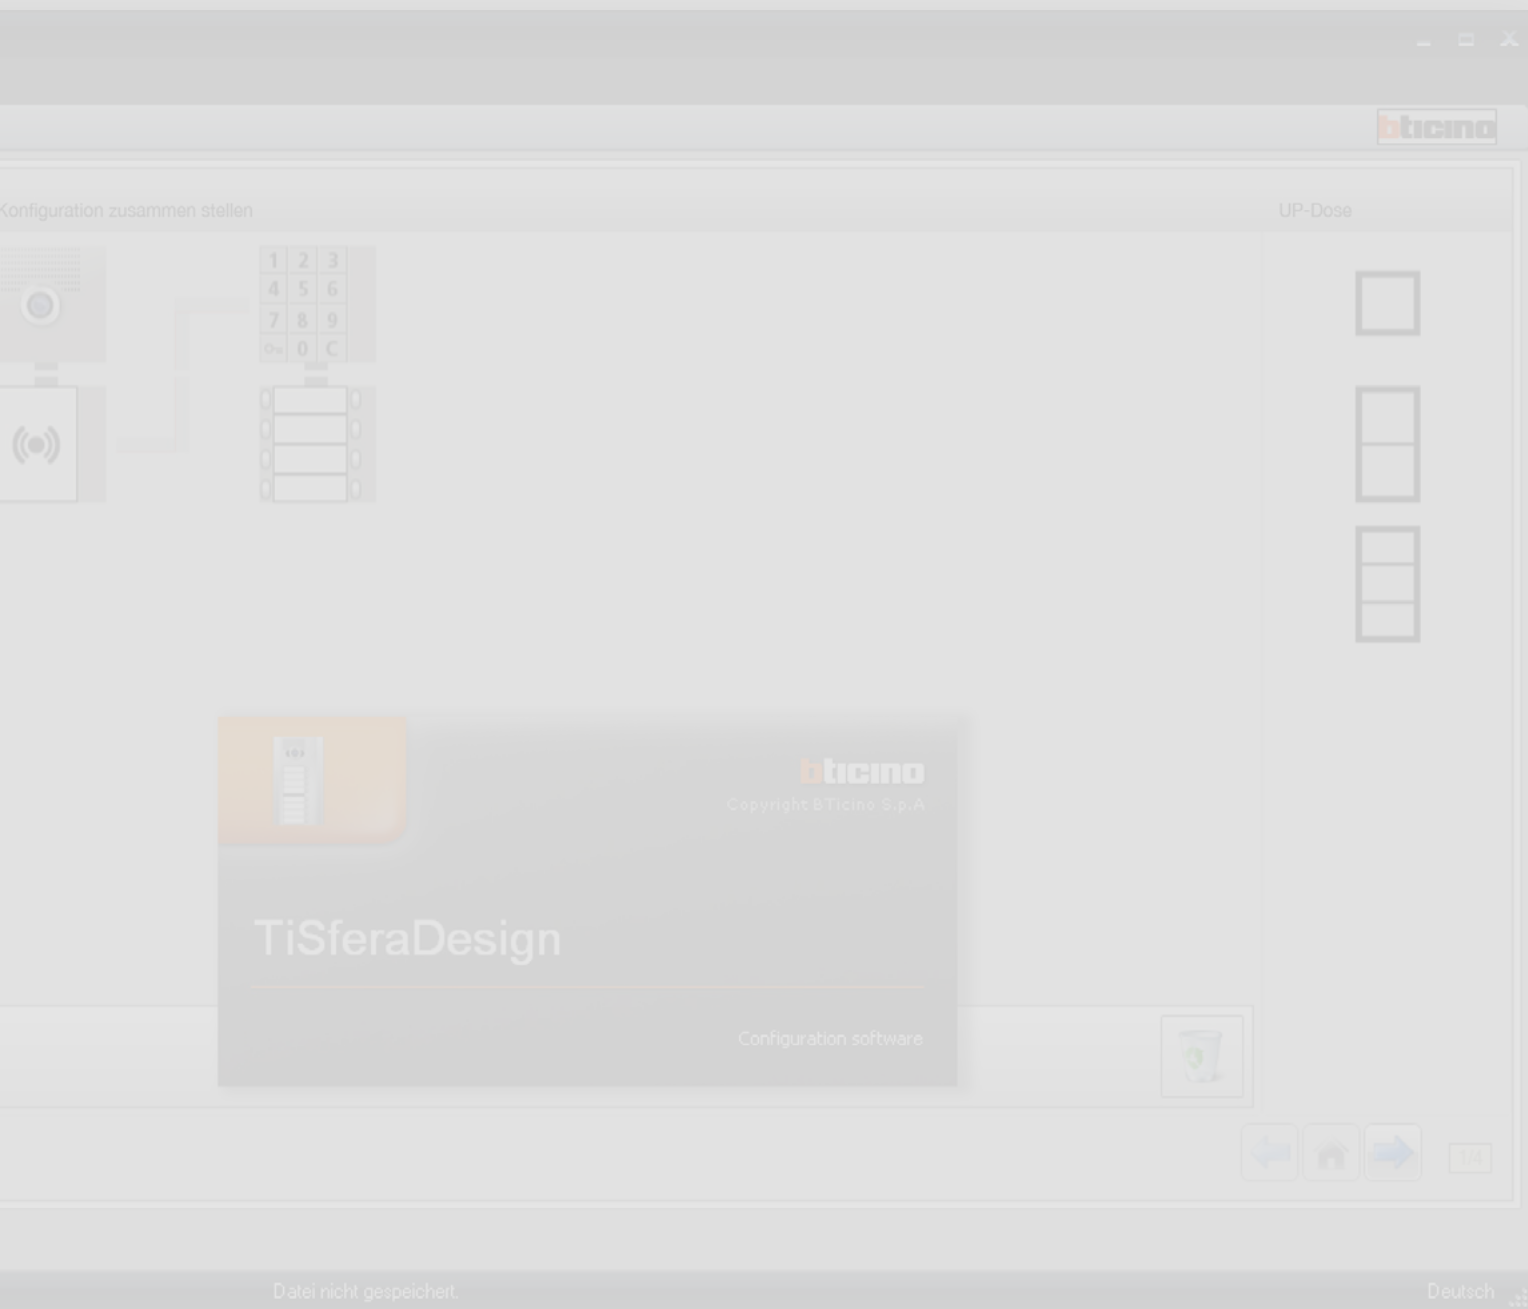 bticino
Konfiguration zusammen stellen
UP-Dose
1 2 3
4 5 6
7 8 9
0 C
bticino
Copyright BTicino S.p.A
TiSferaDesign
Configuration software
1/4
Datei nicht gespeichert.
Deutsch